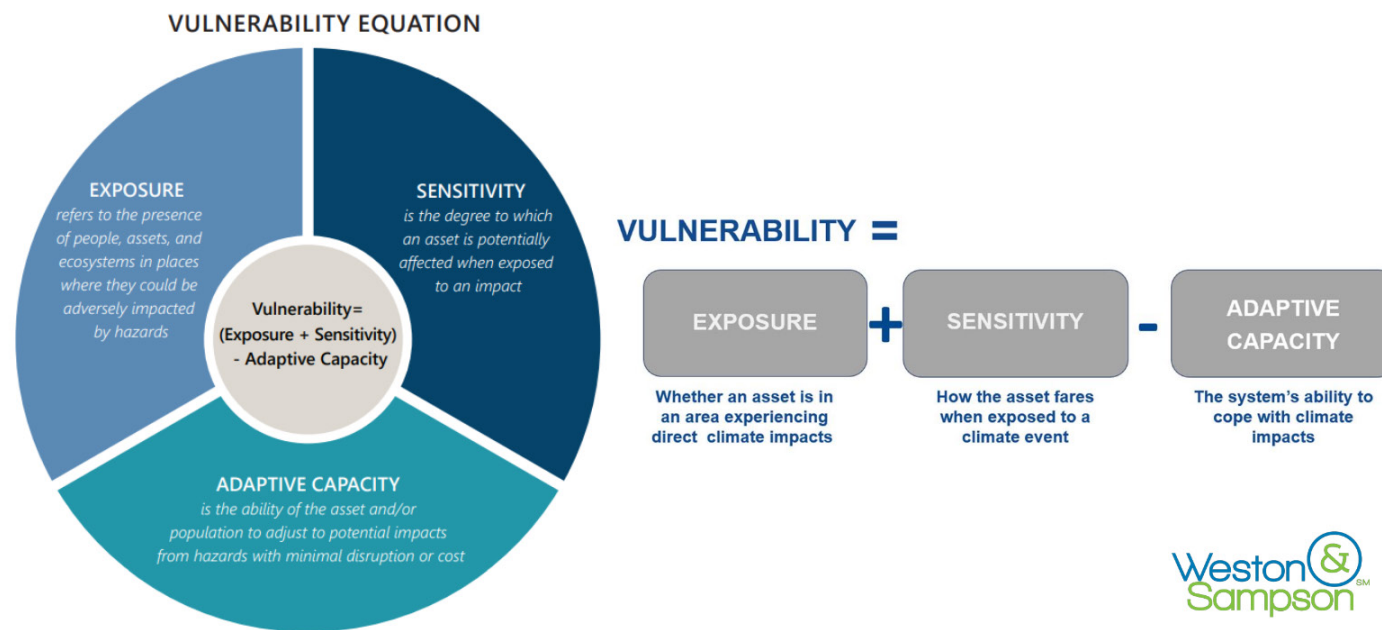 VULNERABILITY EQUATION
EXPOSURE
refers to the presence
of people, assets, and
ecosystems in places
where they could be
adversely impacted
by hazards
SENSITIVITY
is the degree to which
an asset is potentially
affected when exposed
to an impact
Vulnerability=
(Exposure + Sensitivity)
- Adaptive Capacity
ADAPTIVE CAPACITY
is the ability of the asset and/or
population to adjust to potential impacts
from hazards with minimal disruption or cost
VULNERABILITY =
EXPOSURE
+
SENSITIVITY
-
ADAPTIVE
CAPACITY
Whether an asset is in
an area experiencing
direct climate impacts
How the asset fares
when exposed to a
climate event
The system's ability to
cope with climate
impacts
Weston &
Sampson SM